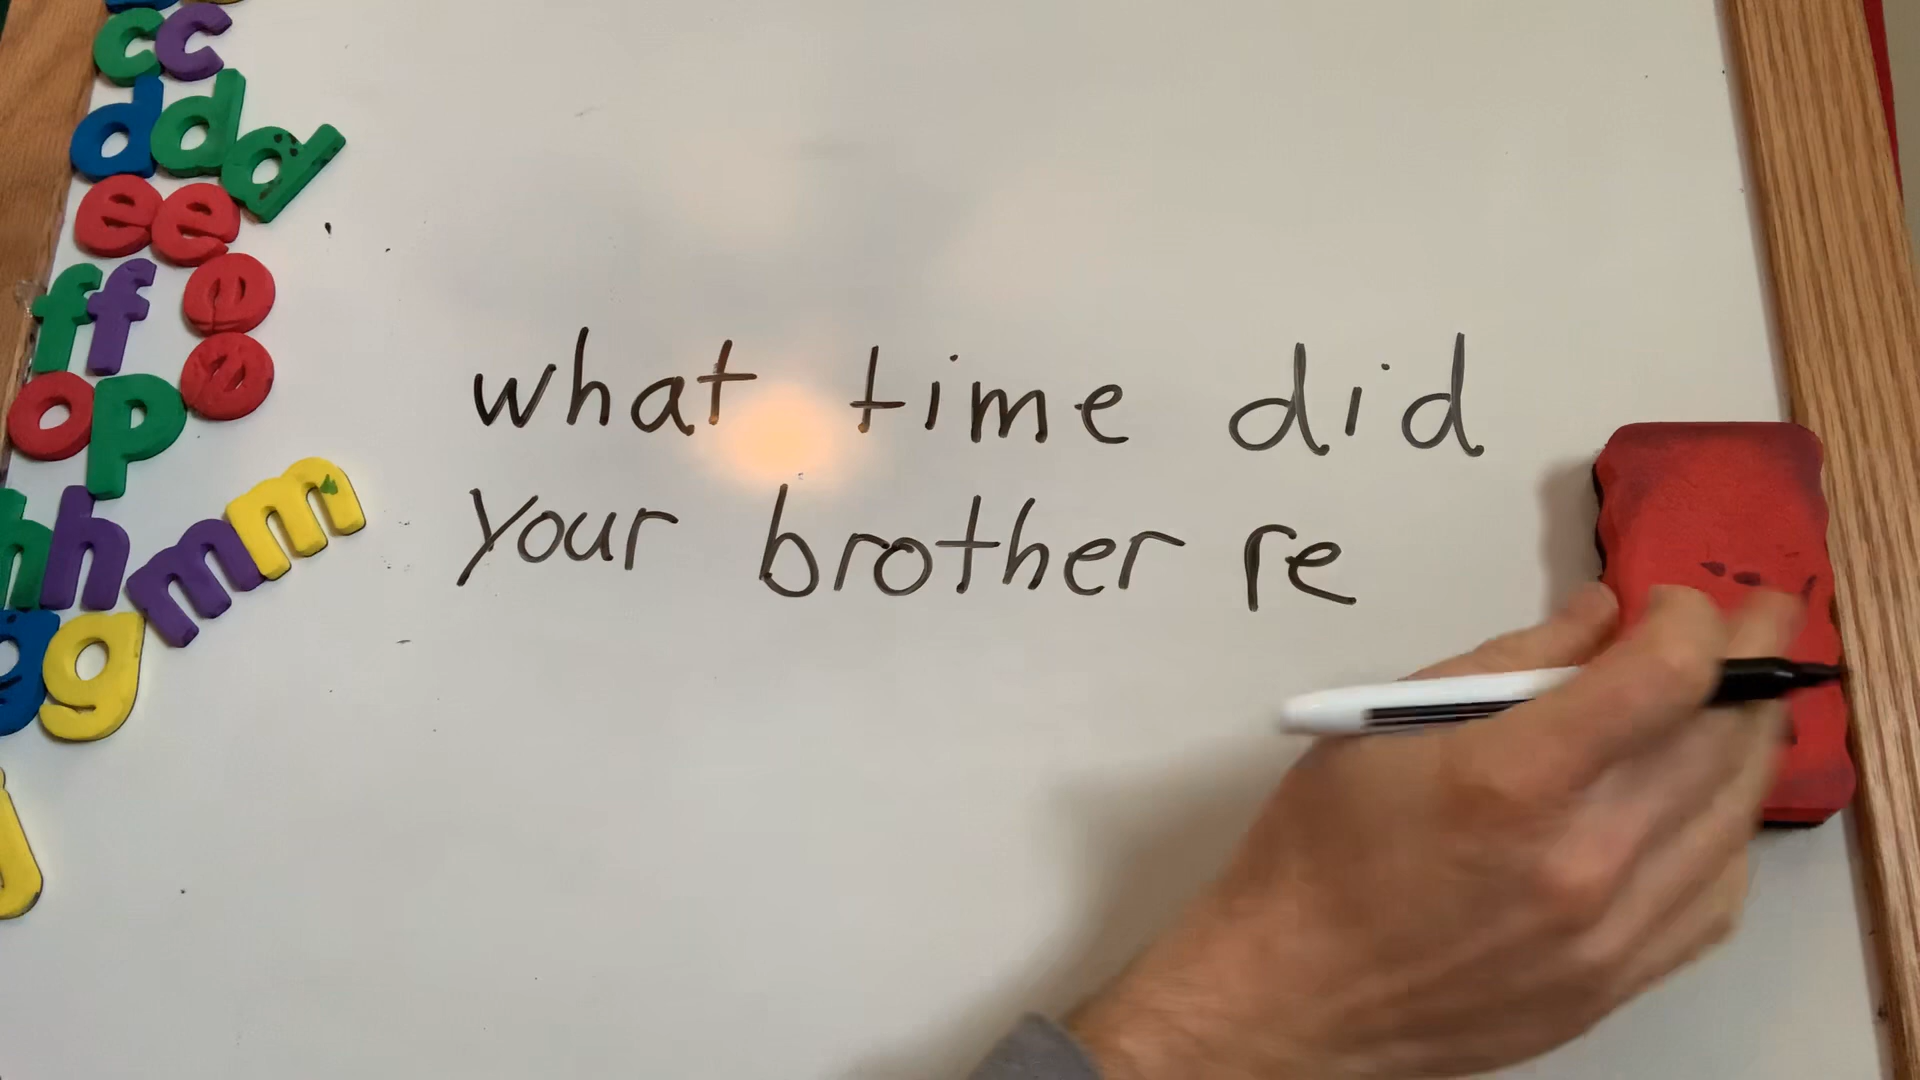 c c
d d d
e e
f f e
e
o p
h h m m
g g
j
what time did
your brother re